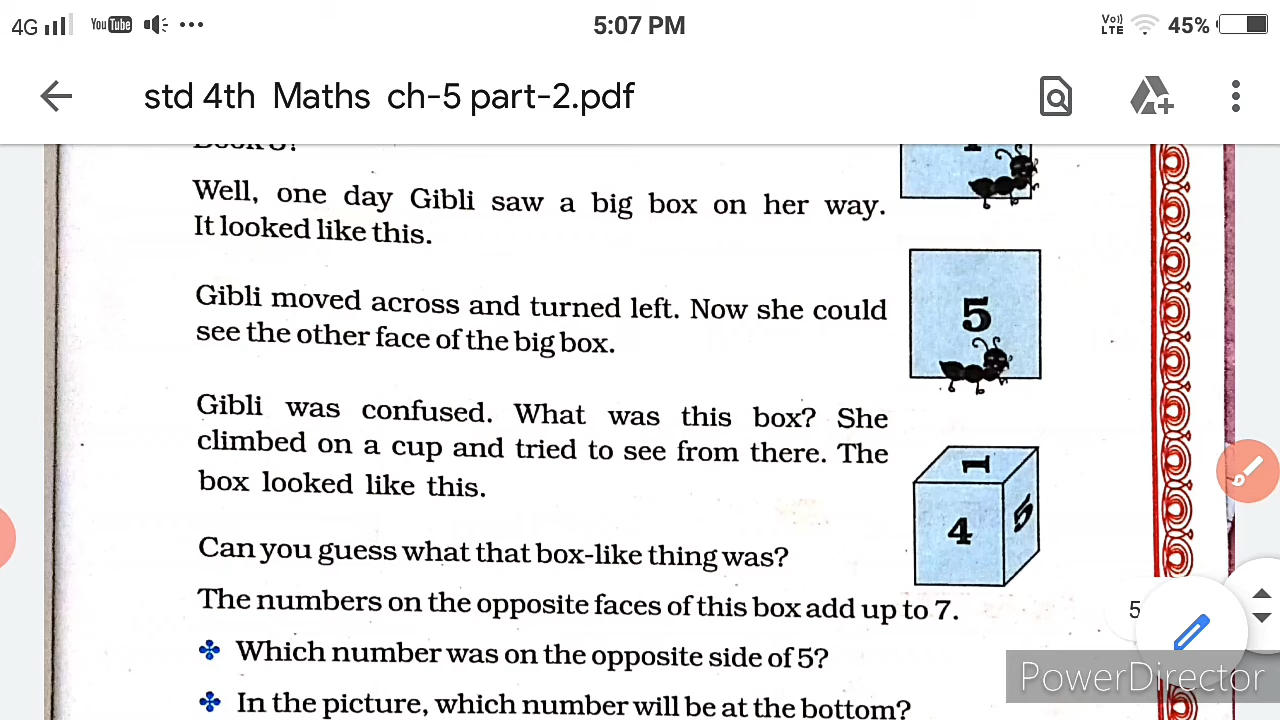 4G YouTube 5:07 PM Vo)) LTE 45%
std 4th Maths ch-5 part-2.pdf
Well, one day Gibli saw a big box on her way.
It looked like this.
Gibli moved across and turned left. Now she could
see the other face of the big box.
5
Gibli was confused. What was this box? She
climbed on a cup and tried to see from there. The
box looked like this.
1
4 5
Can you guess what that box-like thing was?
The numbers on the opposite faces of this box add up to 7.
5
Which number was on the opposite side of 5?
PowerDirector
In the picture, which number will be at the bottom?